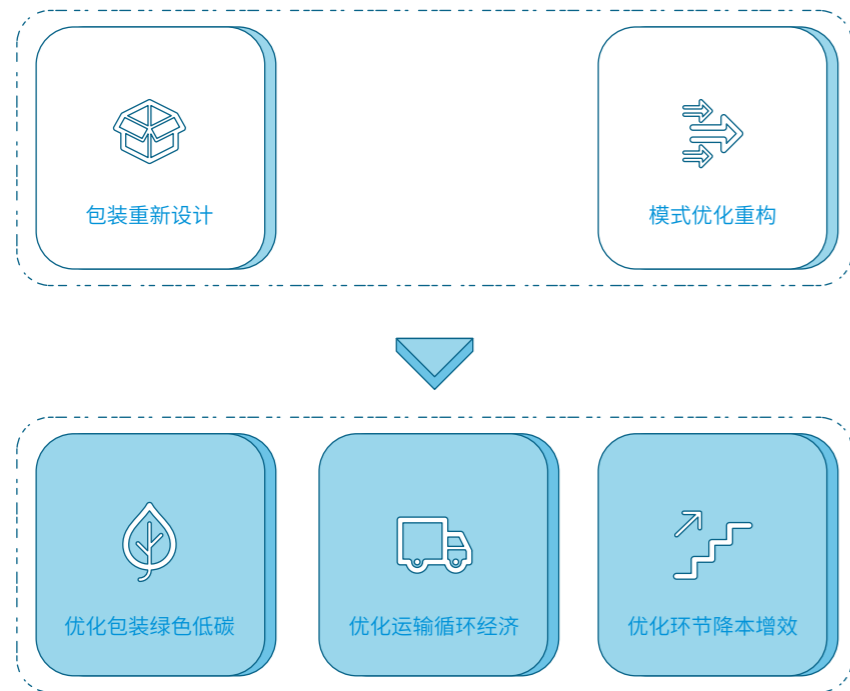 包装重新设计
模式优化重构
优化包装绿色低碳
优化运输循环经济
优化环节降本增效